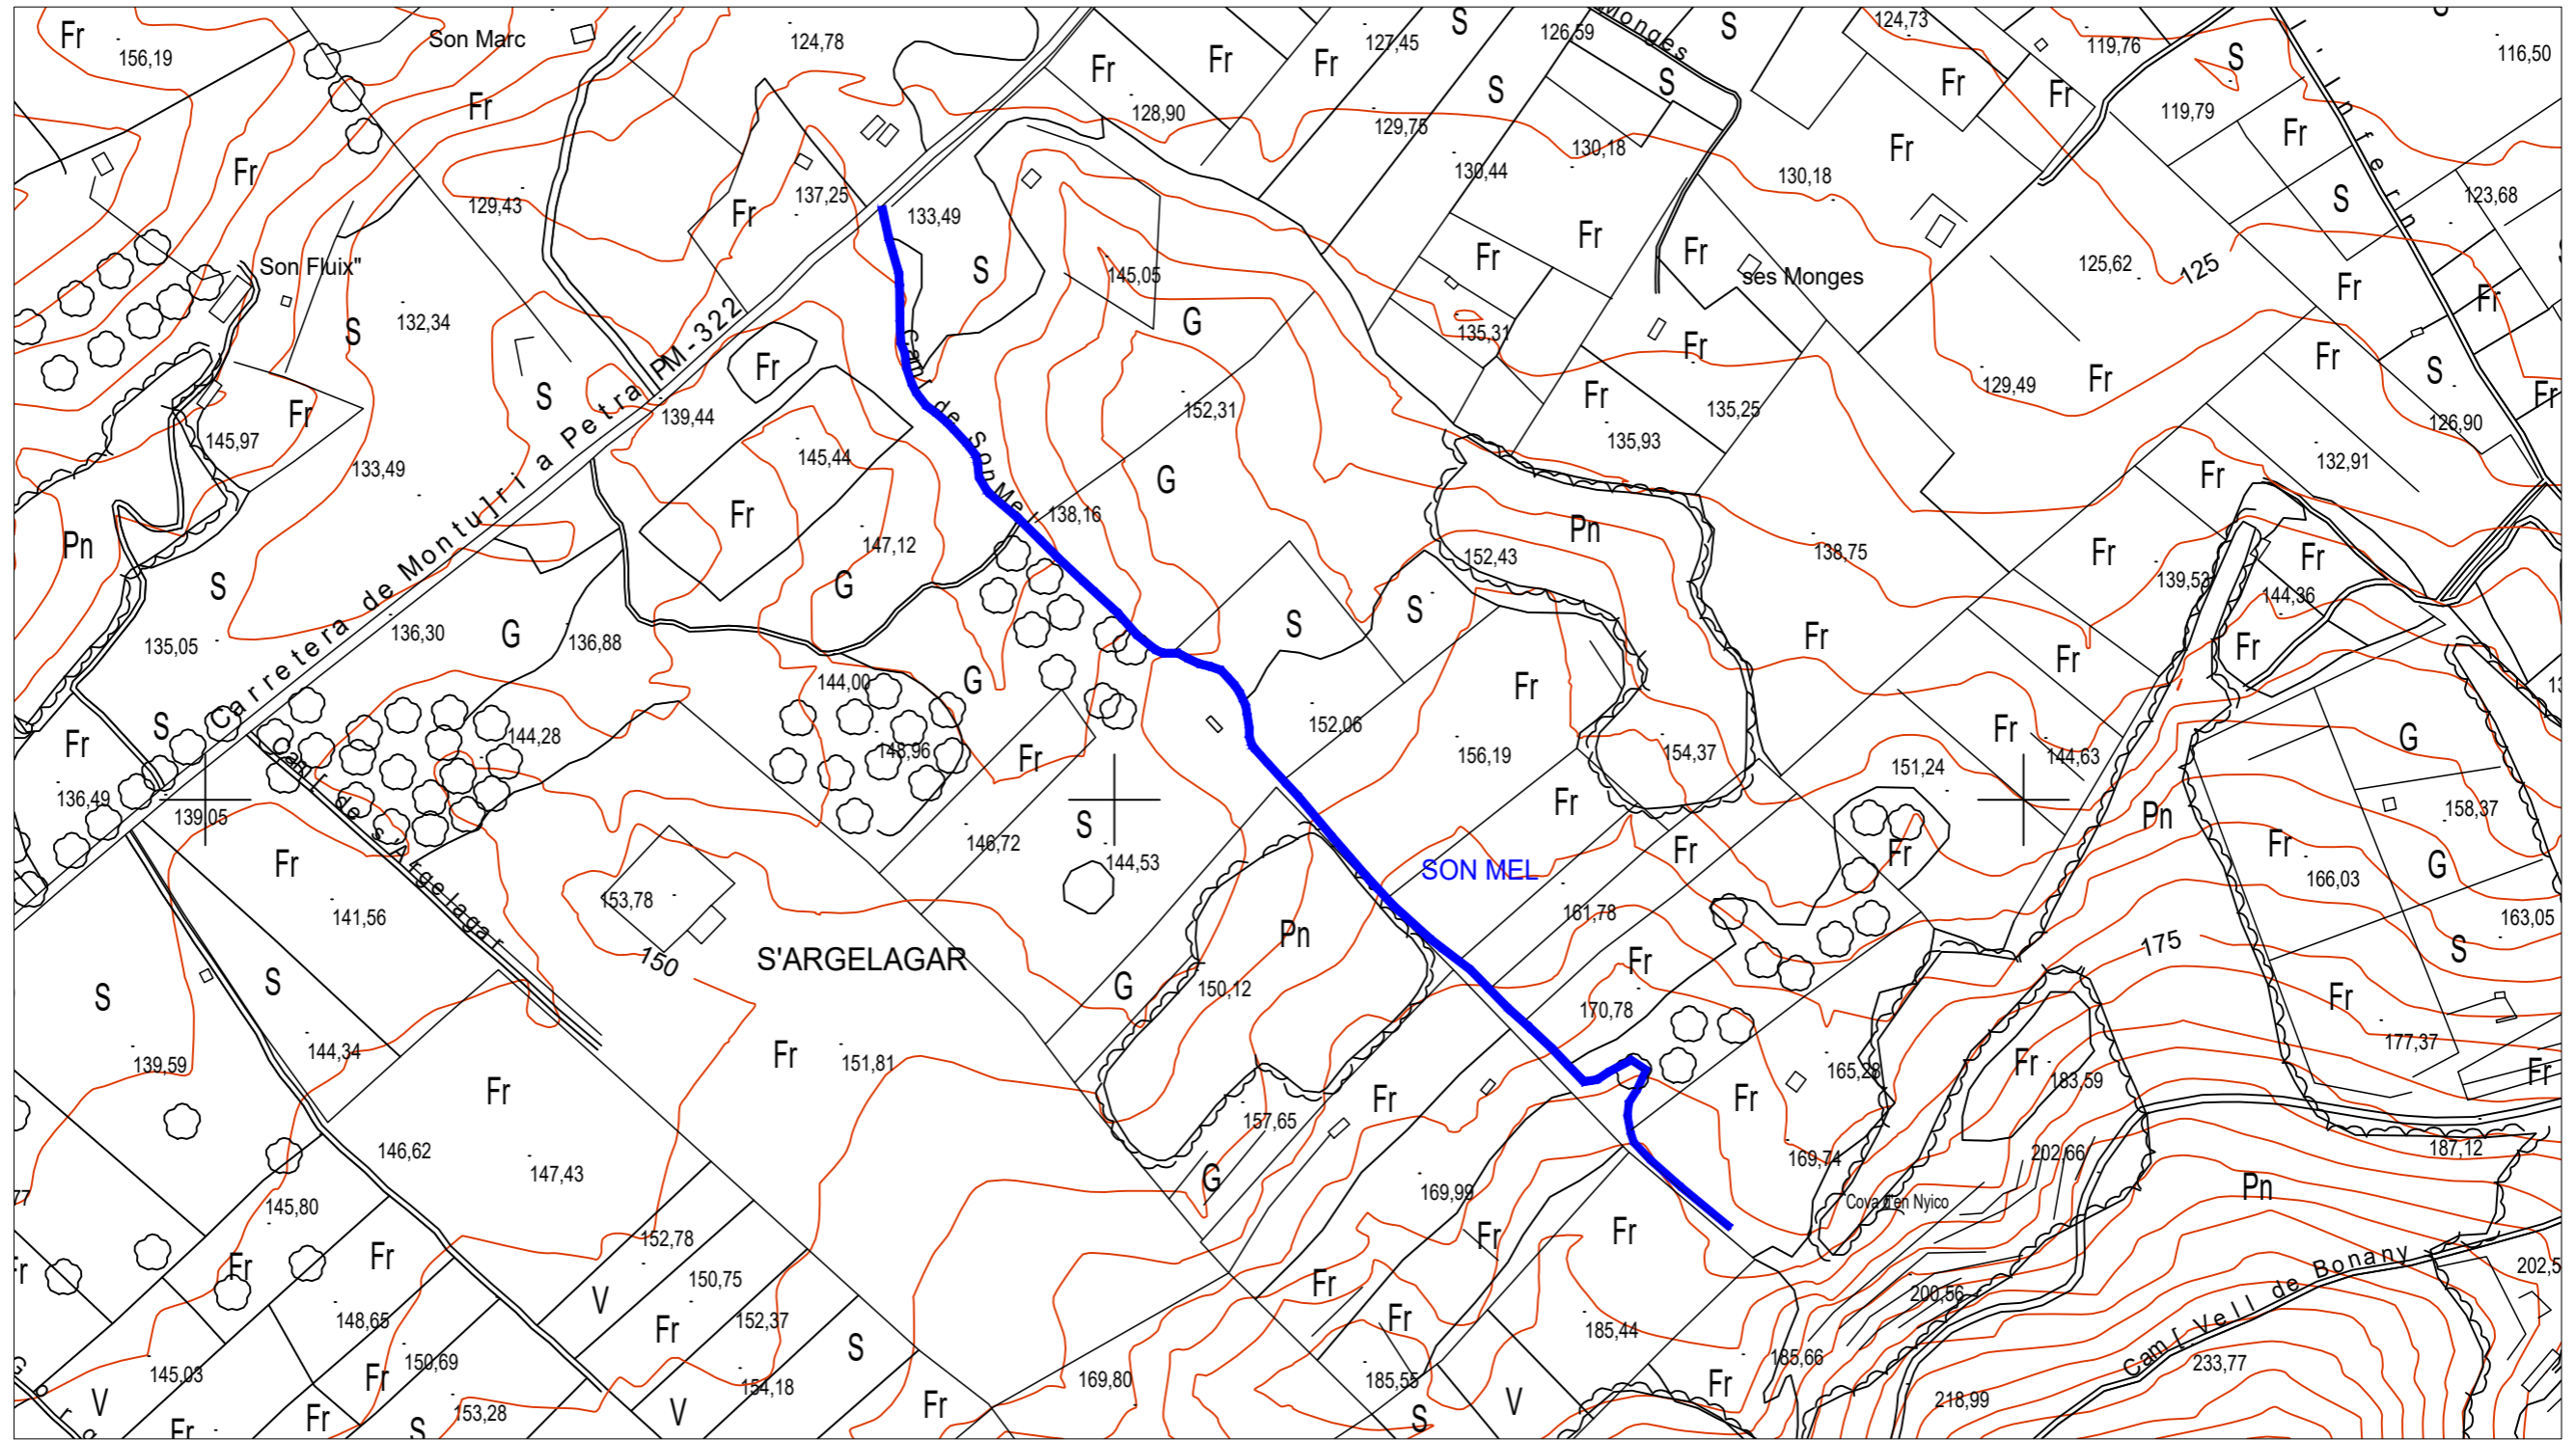 Fr
156,19
Son Marc
124,78
Fr
Fr
Fr
127,45
S
126,59
Monges
S
124,73
119,76
S
116,50
Fr
128,90
129,75
S
S
130,18
Fr
Fr
119,79
Fr
Fr
129,43
Fr
137,25
133,49
S
145,05
130,44
130,18
Fr
123,68
S
Son Fluix"
132,34
S
PM-322
Fr
Fr
Fr
ses Monges
125,62
125
Fr
Fr
G
135,31
Fr
Infern
Fr
S
Fr
145,97
133,49
S
139,44
Fr
145,44
Camí de Son Mel
152,31
Fr
135,93
135,25
129,49
Fr
Fr
S
Fr
126,90
132,91
Pn
S
Carretera de Montu]ri a Petra
Fr
147,12
138,16
G
152,43
Pn
138,75
Fr
Fr
139,53
Fr
144,36
135,05
136,30
G
136,88
G
144,00
G
S
S
Fr
Fr
Fr
Fr
S
Fr
144,28
148,96
Fr
152,06
156,19
154,37
Fr
151,24
144,63
G
136,49
139,05
Cam[ de s'Argelagar
146,72
S
144,53
Fr
Fr
Fr
Pn
Fr
158,37
Fr
141,56
153,78
150
S'ARGELAGAR
Pn
SON MEL
161,78
166,03
G
163,05
S
S
G
150,12
Fr
170,78
175
S
Fr
177,37
139,59
144,34
Fr
Fr
151,81
157,65
Fr
Fr
165,28
Fr
183,59
Fr
146,62
147,43
G
169,99
169,74
202,66
187,12
145,80
Fr
Fr
152,78
Fr
Fr
Cova d'en Nyico
Pn
V
150,75
Fr
152,37
Fr
Fr
200,56
Cam[ Vell de Bonany
202,5
148,65
150,69
S
185,44
185,66
233,77
145,03
V
Fr
154,18
169,80
185,55
Fr
218,99
Fr
Fr
S
153,28
V
Fr
S
V